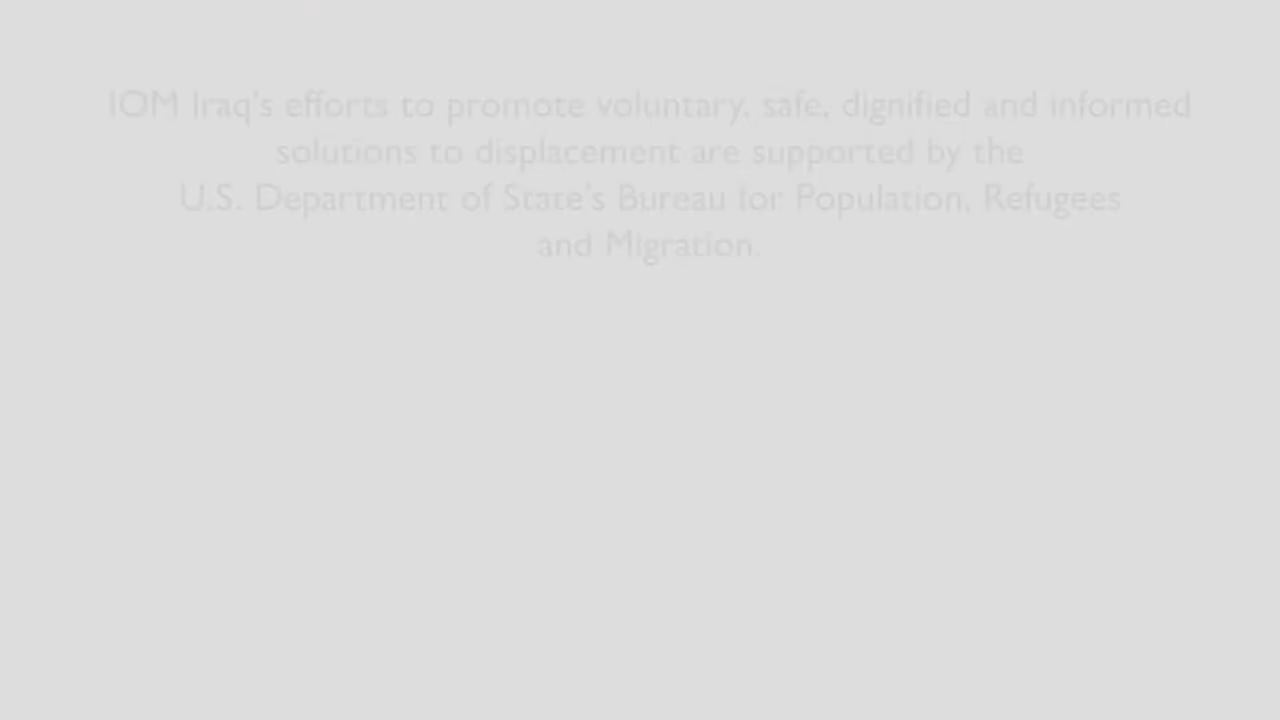 IOM Iraq's efforts to promote voluntary, safe, dignified and informed
solutions to displacement are supported by the
U.S. Department of State's Bureau for Population, Refugees
and Migration.